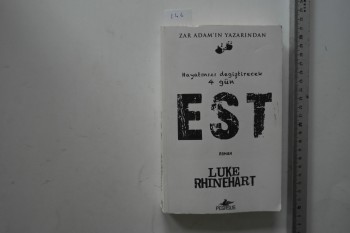 ZAR ADAM'IN YAZARINDAN
Hayatınızı değiştirecek
4 gün
EST
ROMAN
LUKE
RHINEHART
PEGASUS